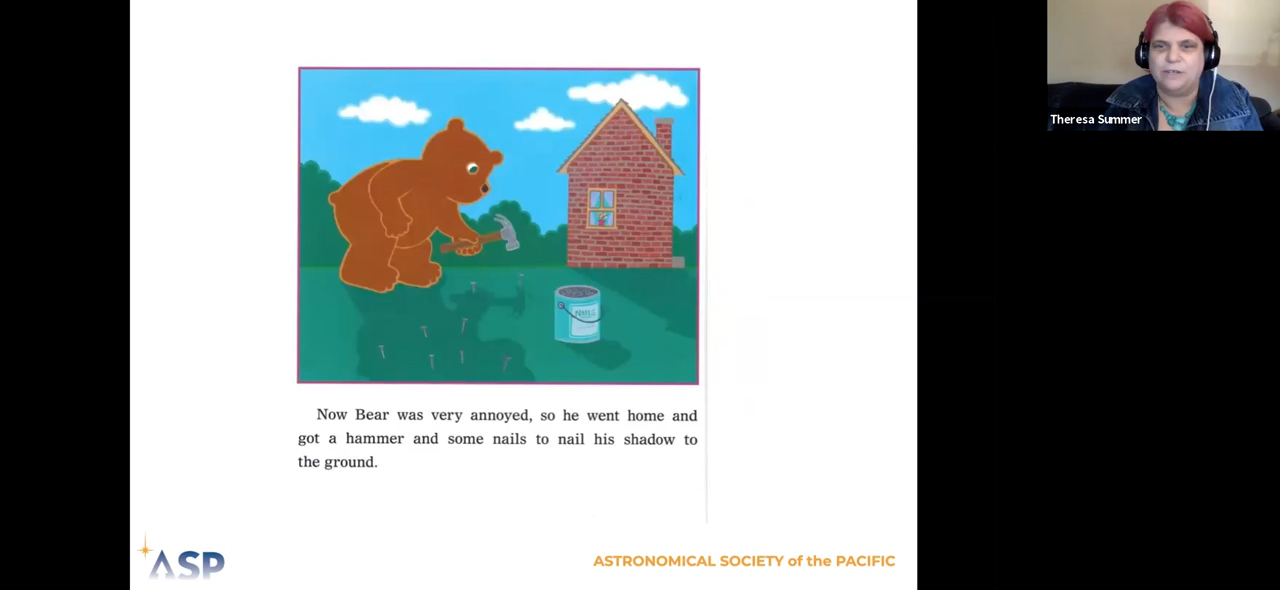 Theresa Summer
NAILS
Now Bear was very annoyed, so he went home and
got a hammer and some nails to nail his shadow to
the ground.
ASP
ASTRONOMICAL SOCIETY of the PACIFIC